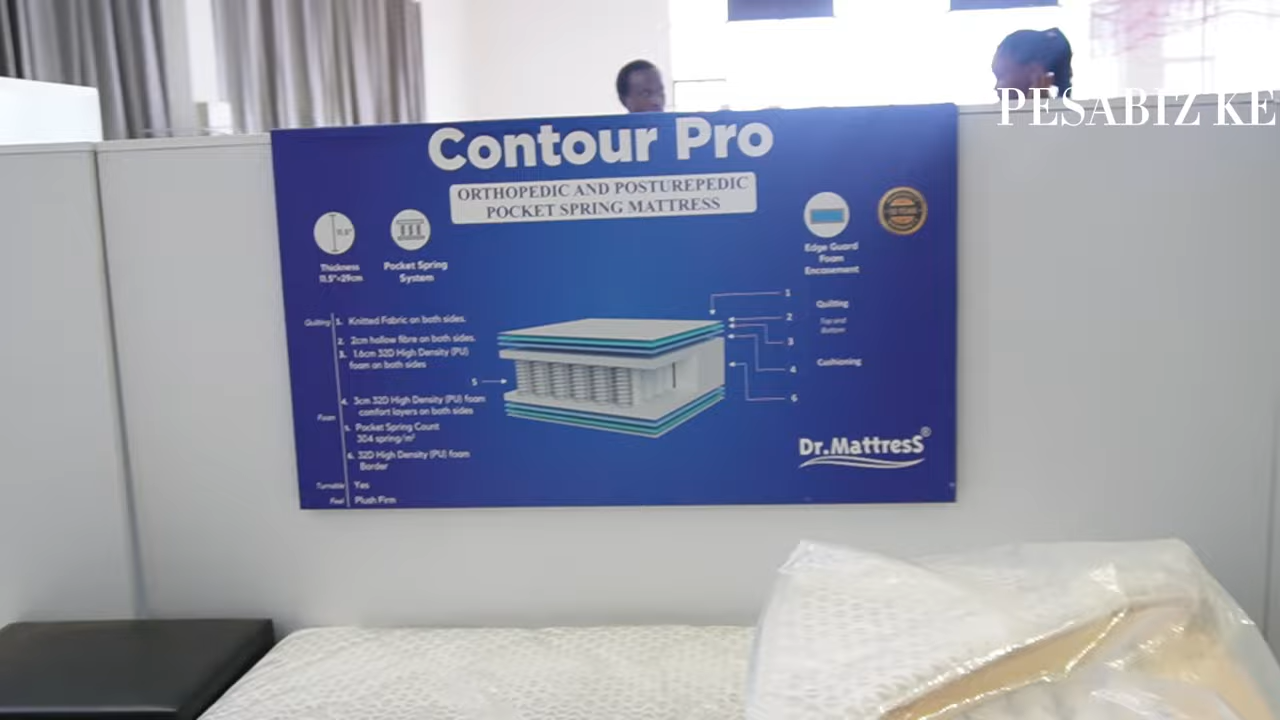 PESABIZ KE
Contour Pro
ORTHOPEDIC AND POSTUREPEDIC
POCKET SPRING MATTRESS
11.5"
Thickness
11.5"=29cm
Pocket Spring
System
Edge Guard
Foam
Encasement
Quilting 1. Knitted Fabric on both sides.
2. 2cm hollow fibre on both sides.
3. 1.6cm 32D High Density (PU)
foam on both sides
Foam
4. 3cm 32D High Density (PU) foam
comfort layers on both sides
5. Pocket Spring Count
304 spring/m²
6. 32D High Density (PU) foam
Border
Turnable Yes
Feel Plush Firm
5
1
2
3
4
6
Quilting
Top and
Bottom
Cushioning
Dr.MattresS®